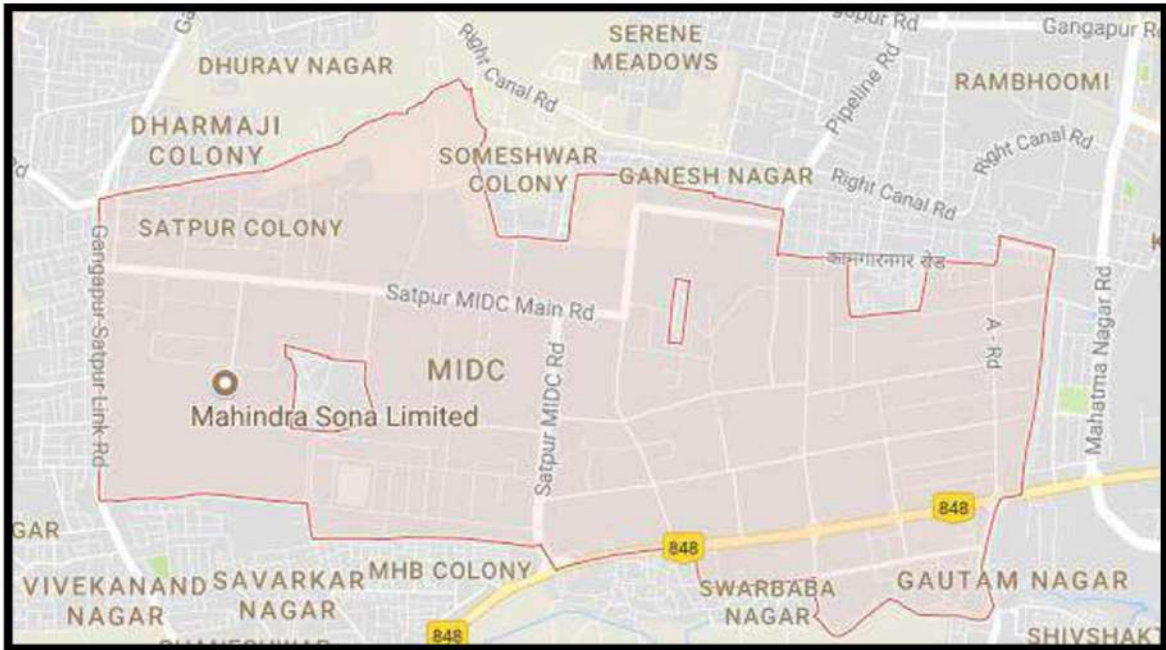 Gangapur Rd
Gangapur R
SERENE
MEADOWS
DHURAV NAGAR
Right Canal Rd
Pipeline Rd
RAMBHOOMI
DHARMAJI
COLONY
SOMESHWAR
COLONY
GANESH NAGAR
Right Canal Rd
Right Canal Rd
Rd
SATPUR COLONY
कामगारनगर रोड
Gangapur-Satpur-Link Rd
Satpur MIDC Main Rd
MIDC
A - Rd
Mahatma Nagar Rd
Mahindra Sona Limited
Satpur MIDC Rd
848
848
GAR
MHB COLONY
VIVEKANAND
NAGAR
SAVARKAR
NAGAR
SWARBABA
NAGAR
GAUTAM NAGAR
848
SHIVSHAKT